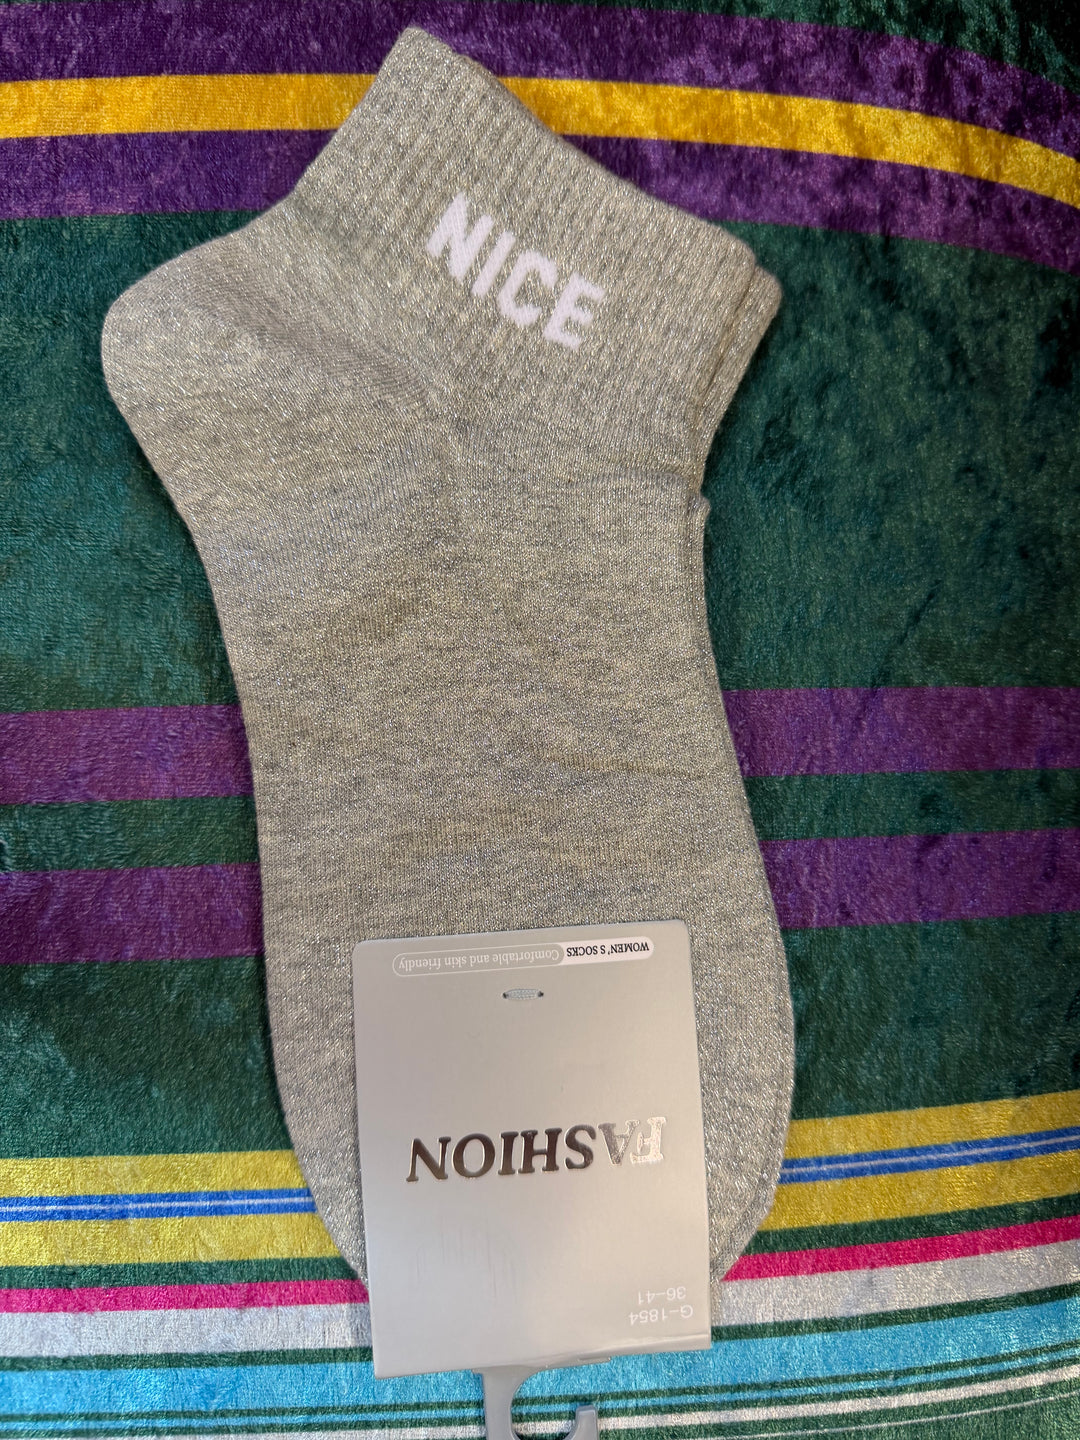 NICE
WOMEN'S SOCKS Comfortable and skin friendly
FASHION
G-1854
36-41